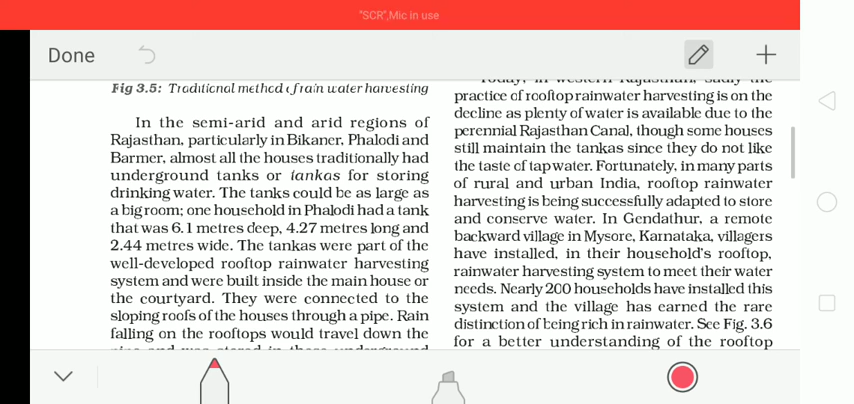 "SCR",Mic in use
Done
Fig 3.5: Traditional method of rain water harvesting
In the semi-arid and arid regions of
Rajasthan, particularly in Bikaner, Phalodi and
Barmer, almost all the houses traditionally had
underground tanks or tankas for storing
drinking water. The tanks could be as large as
a big room; one household in Phalodi had a tank
that was 6.1 metres deep, 4.27 metres long and
2.44 metres wide. The tankas were part of the
well-developed rooftop rainwater harvesting
system and were built inside the main house or
the courtyard. They were connected to the
sloping roofs of the houses through a pipe. Rain
falling on the rooftops would travel down the
Today, in western Rajasthan, sadly the
practice of rooftop rainwater harvesting is on the
decline as plenty of water is available due to the
perennial Rajasthan Canal, though some houses
still maintain the tankas since they do not like
the taste of tap water. Fortunately, in many parts
of rural and urban India, rooftop rainwater
harvesting is being successfully adapted to store
and conserve water. In Gendathur, a remote
backward village in Mysore, Karnataka, villagers
have installed, in their household's rooftop,
rainwater harvesting system to meet their water
needs. Nearly 200 households have installed this
system and the village has earned the rare
distinction of being rich in rainwater. See Fig. 3.6
for a better understanding of the rooftop